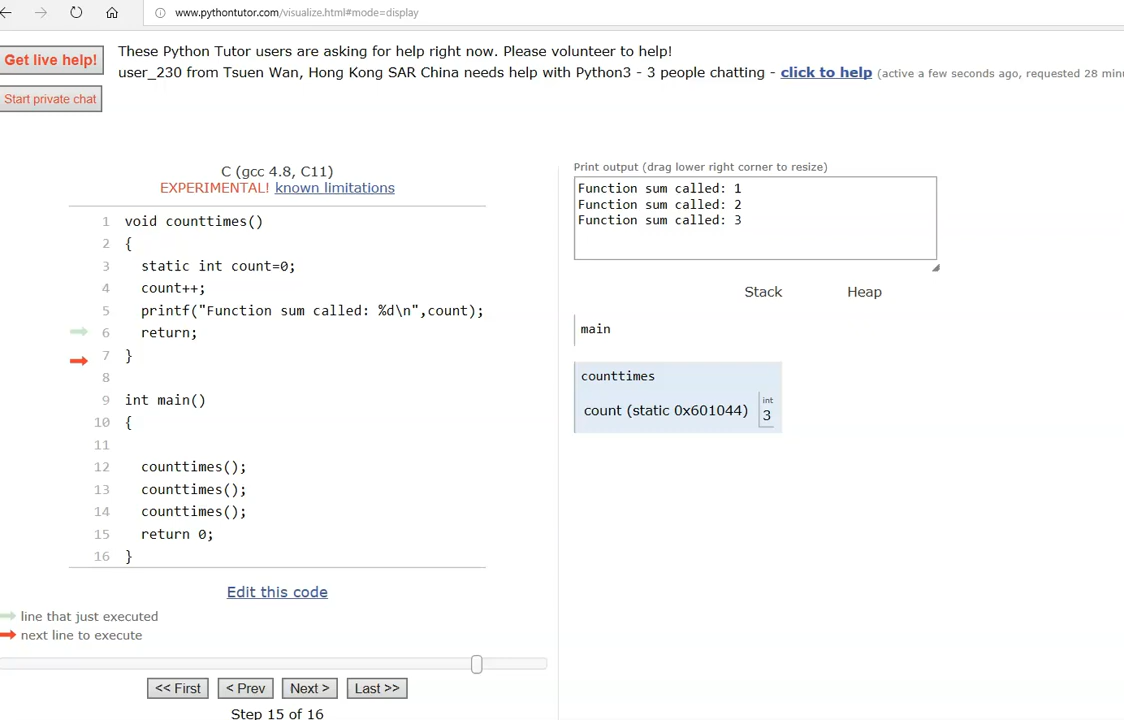 www.pythontutor.com/visualize.html#mode=display
Get live help!
These Python Tutor users are asking for help right now. Please volunteer to help!
user_230 from Tsuen Wan, Hong Kong SAR China needs help with Python3 - 3 people chatting - click to help (active a few seconds ago, requested 28
Start private chat
C (gcc 4.8, C11)
EXPERIMENTAL! known limitations
1 void counttimes()
2 {
3 static int count=0;
4 count++;
5 printf("Function sum called: %d\n",count);
6 return;
7 }
8
9 int main()
10 {
11
12 counttimes();
13 counttimes();
14 counttimes();
15 return 0;
16 }
Edit this code
line that just executed
next line to execute
<< First
< Prev
Next >
Last >>
Step 15 of 16
Print output (drag lower right corner to resize)
Function sum called: 1
Function sum called: 2
Function sum called: 3
Stack Heap
main
counttimes
count (static 0x601044) int 3